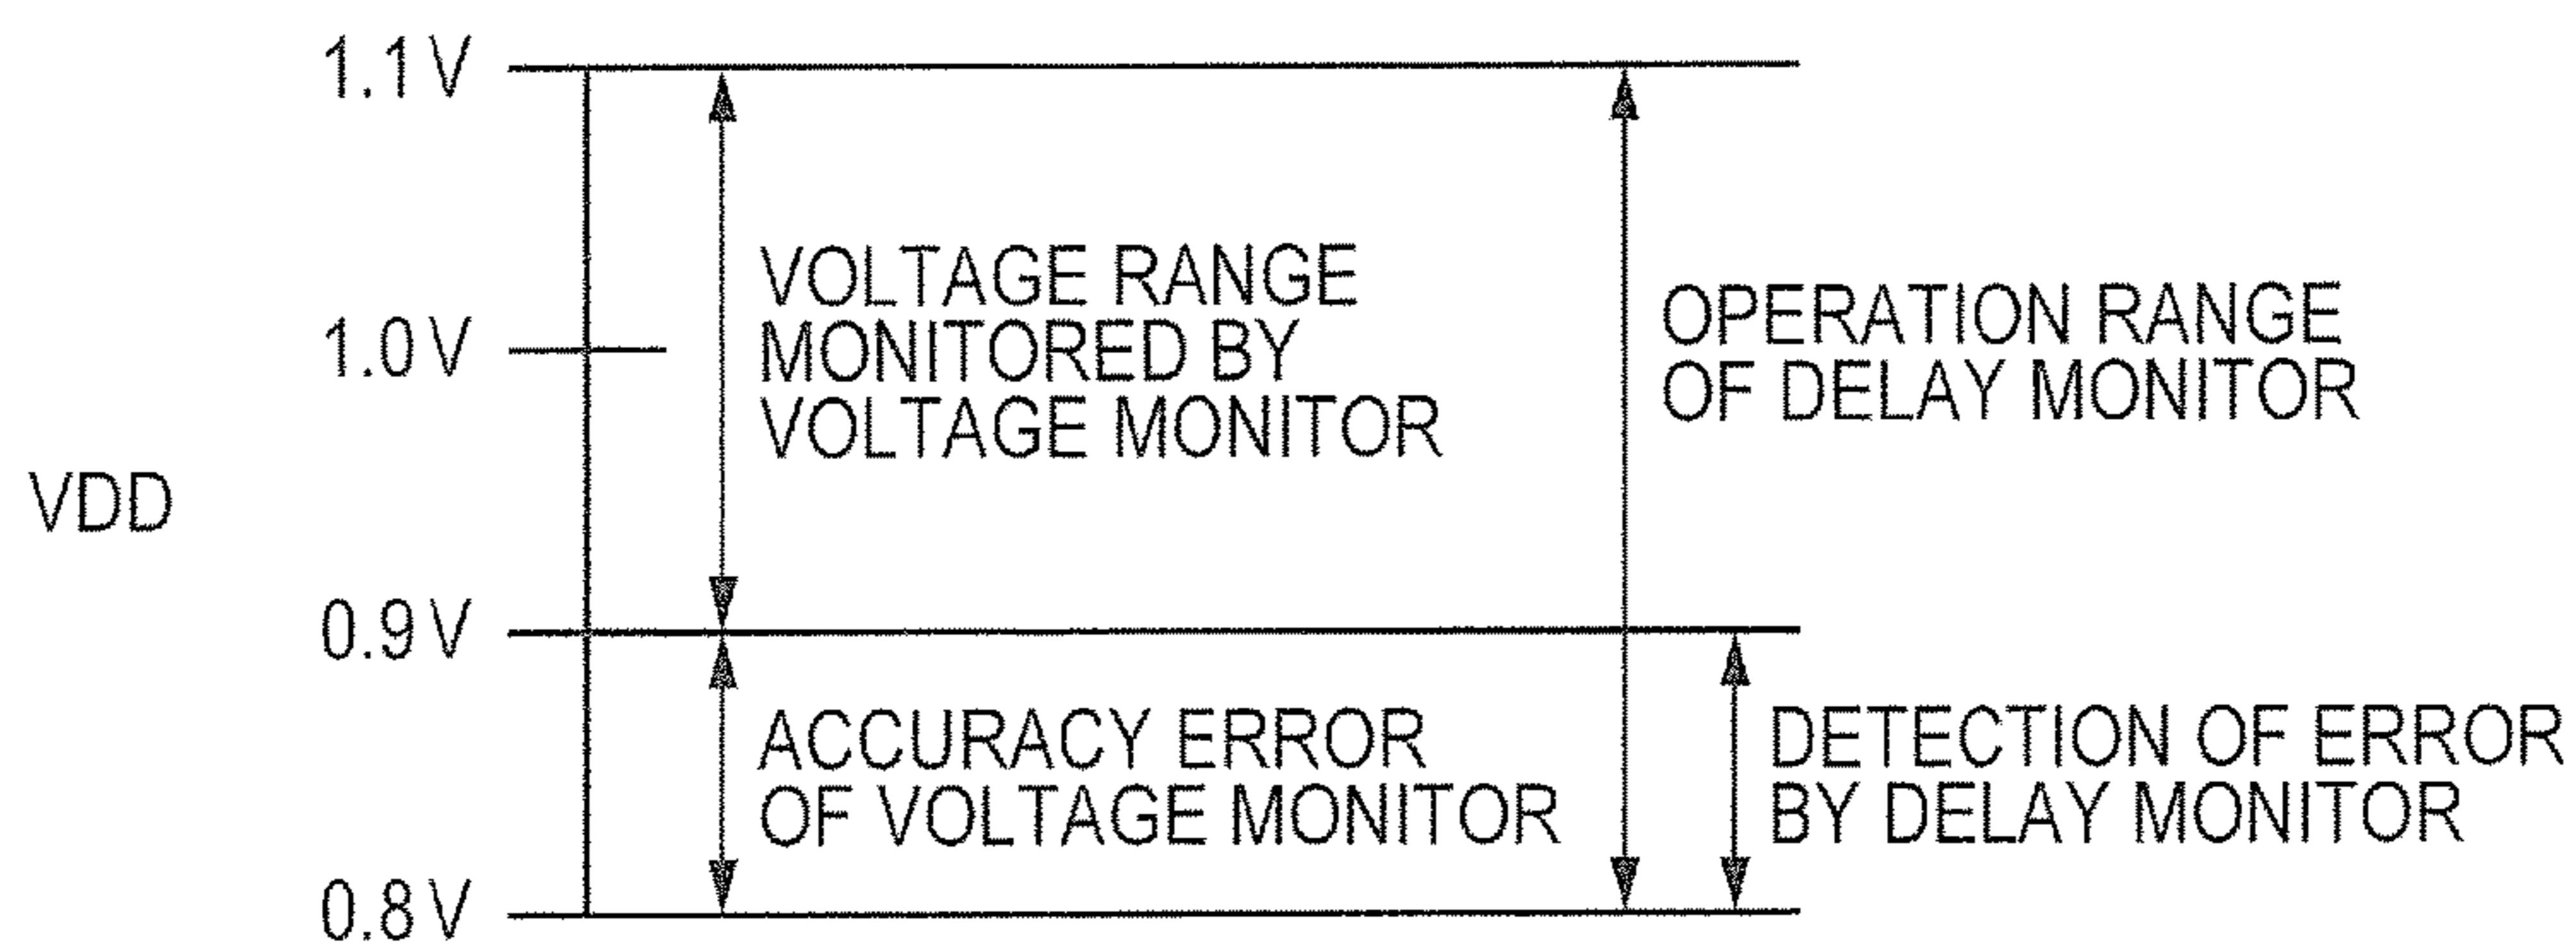 1.1V
VOLTAGE RANGE
MONITORED BY
VOLTAGE MONITOR
OPERATION RANGE
OF DELAY MONITOR
1.0V
VDD
0.9V
ACCURACY ERROR
OF VOLTAGE MONITOR
DETECTION OF ERROR
BY DELAY MONITOR
0.8V